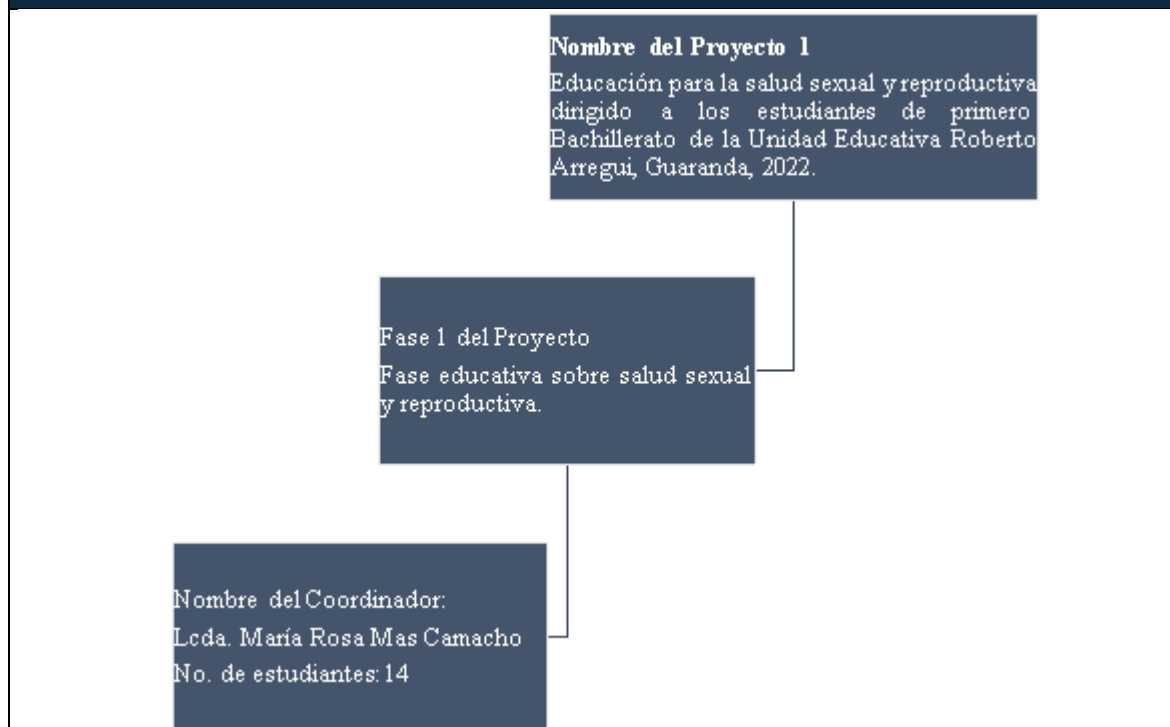 Nombre del Proyecto 1
Educación para la salud sexual y reproductiva
dirigido a los estudiantes de primero
Bachillerato de la Unidad Educativa Roberto
Arregui, Guaranda, 2022.
Fase 1 del Proyecto
Fase educativa sobre salud sexual
y reproductiva.
Nombre del Coordinador:
Lcda. María Rosa Mas Camacho
No. de estudiantes: 14